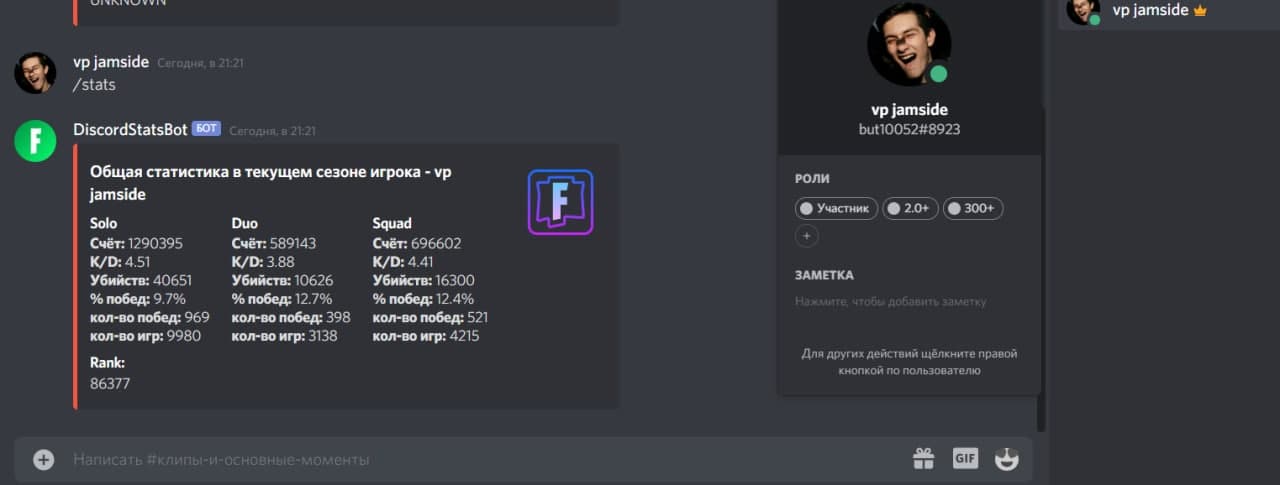 UNKNOWN
vp jamside Сегодня, в 21:21
/stats
DiscordStatsBot БОТ Сегодня, в 21:21
Общая статистика в текущем сезоне игрока - vp
jamside
F
Solo
Счёт: 1290395
K/D: 4.51
Убийств: 40651
% побед: 9.7%
кол-во побед: 969
кол-во игр: 9980
Duo
Счёт: 589143
K/D: 3.88
Убийств: 10626
% побед: 12.7%
кол-во побед: 398
кол-во игр: 3138
Squad
Счёт: 696602
K/D: 4.41
Убийств: 16300
% побед: 12.4%
кол-во побед: 521
кол-во игр: 4215
Rank:
86377
Написать #клипы-и-основные-моменты
GIF
vp jamside
but10052#8923
РОЛИ
Участник 2.0+ 300+
+
ЗАМЕТКА
Нажмите, чтобы добавить заметку
Для других действий щёлкните правой
кнопкой по пользователю
vp jamside